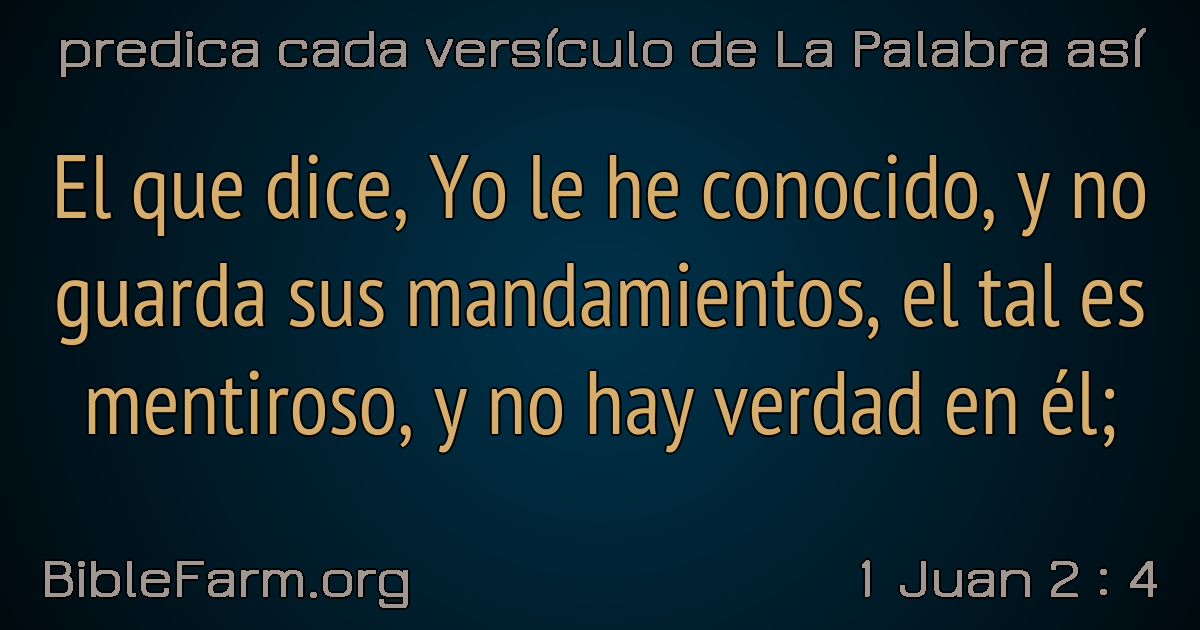 predica cada versículo de La Palabra así
El que dice, Yo le he conocido, y no
guarda sus mandamientos, el tal es
mentiroso, y no hay verdad en él;
BibleFarm.org
1 Juan 2 : 4